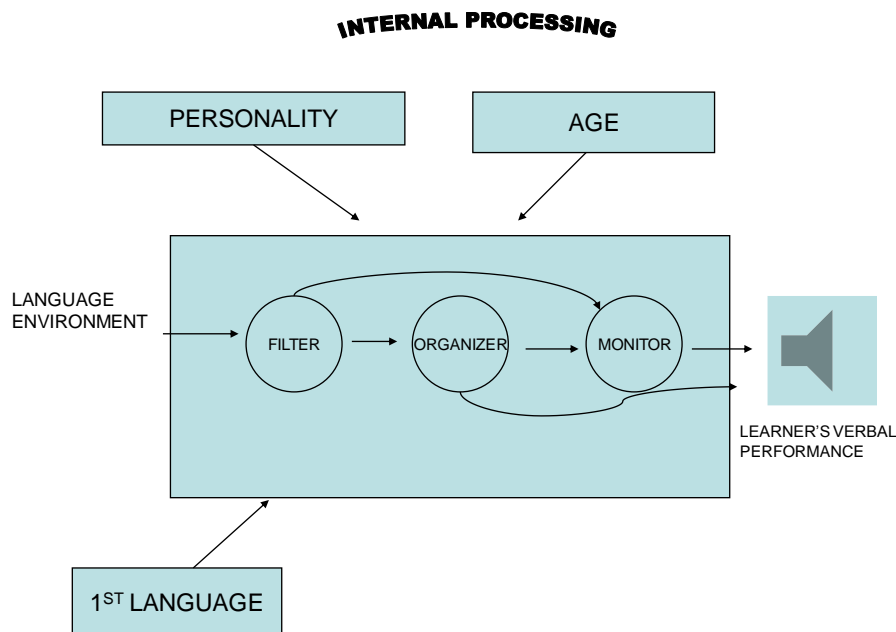 INTERNAL PROCESSING
PERSONALITY
AGE
LANGUAGE
ENVIRONMENT
FILTER
ORGANIZER
MONITOR
LEARNER'S VERBAL
PERFORMANCE
1ST LANGUAGE